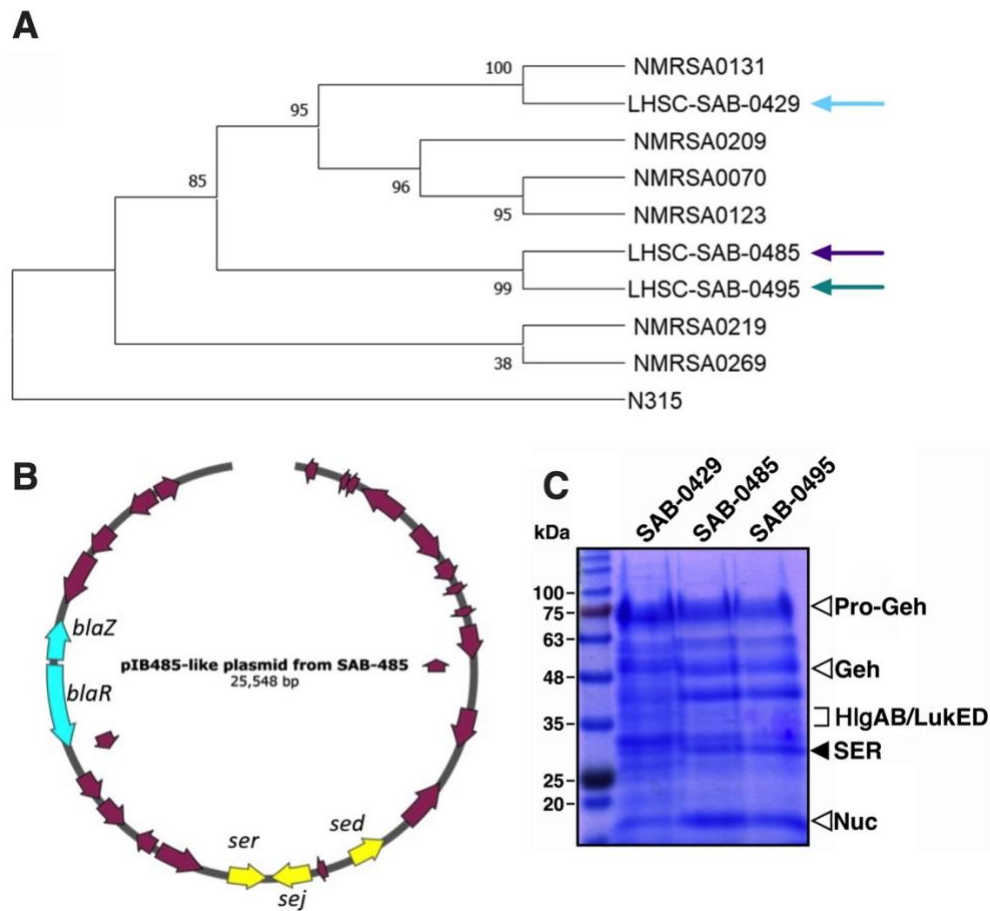 A
100
NMRSA0131
LHSC-SAB-0429
95
NMRSA0209
96
NMRSA0070
95
NMRSA0123
85
LHSC-SAB-0485
99
LHSC-SAB-0495
NMRSA0219
38
NMRSA0269
N315
B
blaZ
blaR
pIB485-like plasmid from SAB-485
25,548 bp
ser
sej
sed
C
SAB-0429
SAB-0485
SAB-0495
kDa
100
75
63
48
35
25
20
Pro-Geh
Geh
HlgAB/LukED
SER
Nuc